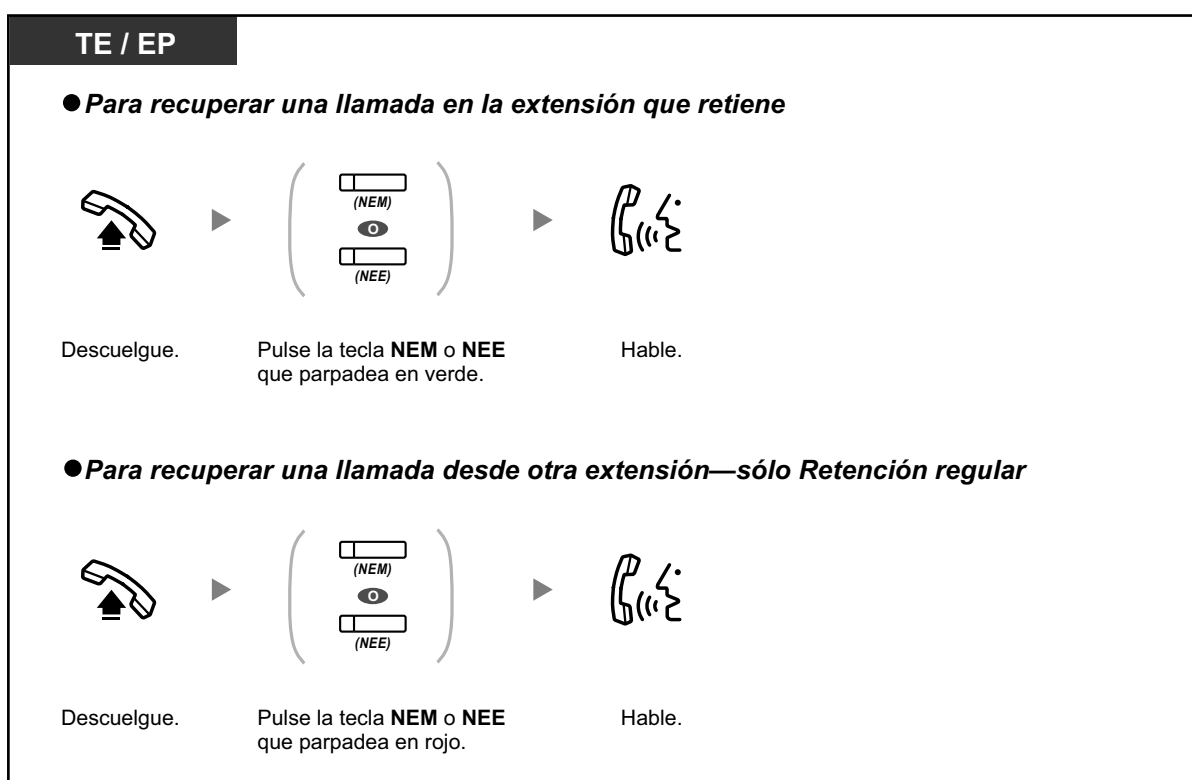 TE / EP
●Para recuperar una llamada en la extensión que retiene
(NEM)
O
(NEE)
Descuelgue. Pulse la tecla NEM o NEE Hable.
que parpadea en verde.
●Para recuperar una llamada desde otra extensión—sólo Retención regular
(NEM)
O
(NEE)
Descuelgue. Pulse la tecla NEM o NEE Hable.
que parpadea en rojo.